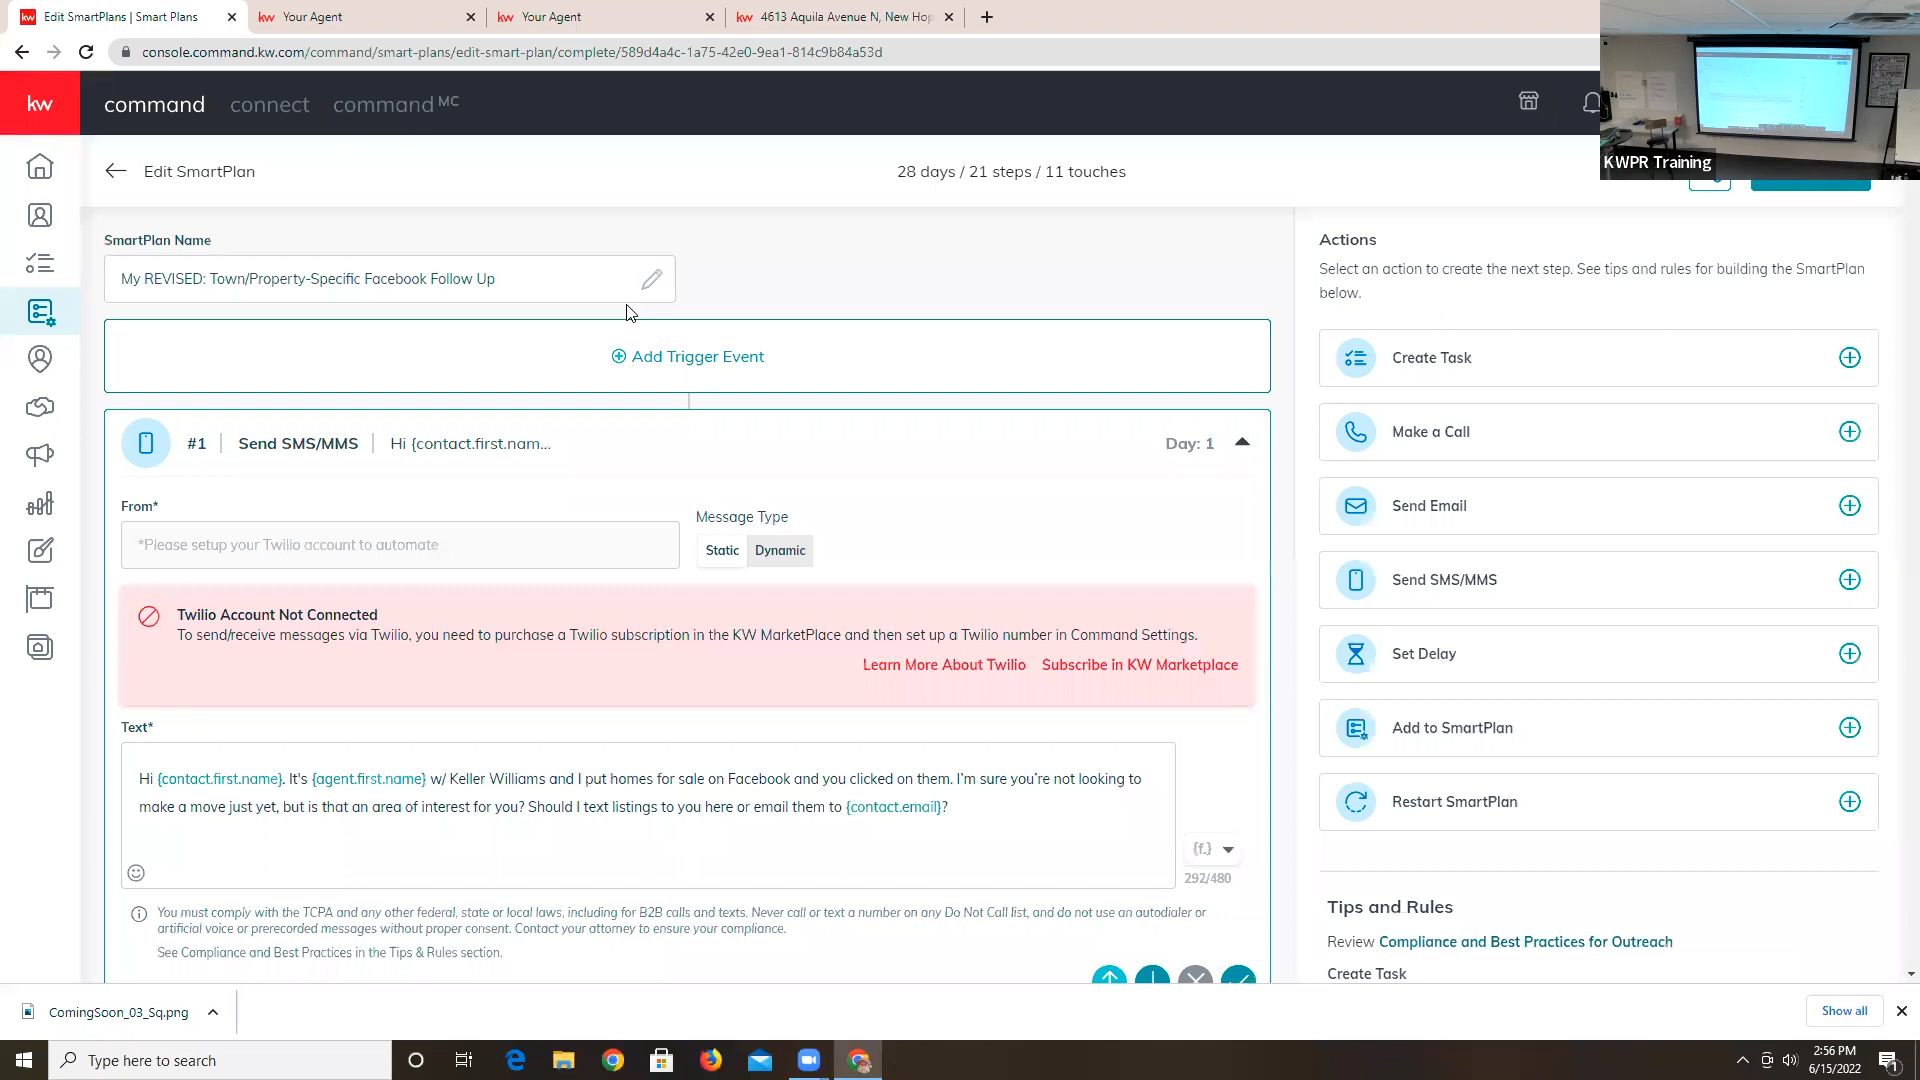 Edit SmartPlans | Smart Plans
kw Your Agent
kw Your Agent
kw 4613 Aquila Avenue N, New Hop
console.command.kw.com/command/smart-plans/edit-smart-plan/complete/589d4a4c-1a75-42e0-9ea1-814c9b84a53d
kw command connect command MC
KWPR Training
Edit SmartPlan
28 days / 21 steps / 11 touches
SmartPlan Name
My REVISED: Town/Property-Specific Facebook Follow Up
Add Trigger Event
#1 Send SMS/MMS Hi {contact.first.nam... Day: 1
From*
*Please setup your Twilio account to automate
Message Type
Static Dynamic
Twilio Account Not Connected
To send/receive messages via Twilio, you need to purchase a Twilio subscription in the KW MarketPlace and then set up a Twilio number in Command Settings.
Learn More About Twilio Subscribe in KW Marketplace
Text*
Hi {contact.first.name}. It's {agent.first.name} w/ Keller Williams and I put homes for sale on Facebook and you clicked on them. I'm sure you're not looking to
make a move just yet, but is that an area of interest for you? Should I text listings to you here or email them to {contact.email}?
{f.}
292/480
You must comply with the TCPA and any other federal, state or local laws, including for B2B calls and texts. Never call or text a number on any Do Not Call list, and do not use an autodialer or
artificial voice or prerecorded messages without proper consent. Contact your attorney to ensure your compliance.
See Compliance and Best Practices in the Tips & Rules section.
Actions
Select an action to create the next step. See tips and rules for building the SmartPlan
below.
Create Task
Make a Call
Send Email
Send SMS/MMS
Set Delay
Add to SmartPlan
Restart SmartPlan
Tips and Rules
Review Compliance and Best Practices for Outreach
Create Task
ComingSoon_03_Sq.png
Show all
Type here to search
2:56 PM
6/15/2022
1